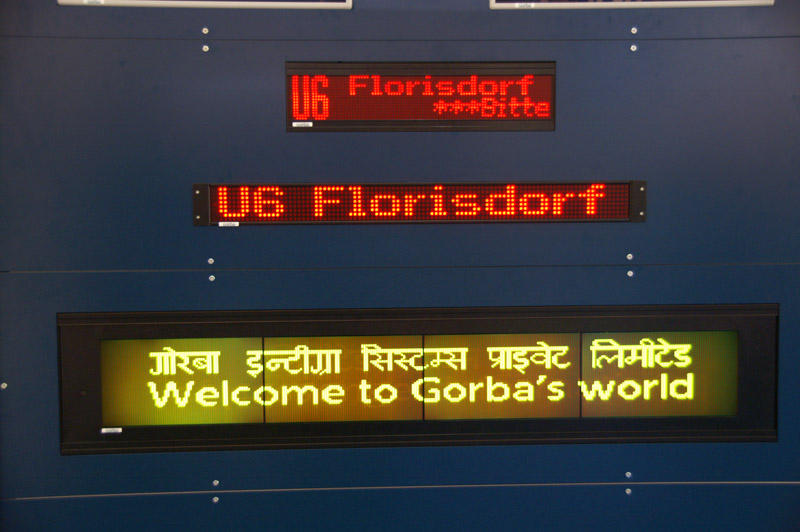 U6 Florisdorf
***Bitte
U6 Florisdorf
गोरबा इन्टीग्रा सिस्टम्स प्राइवेट लिमीटेड
Welcome to Gorba's world